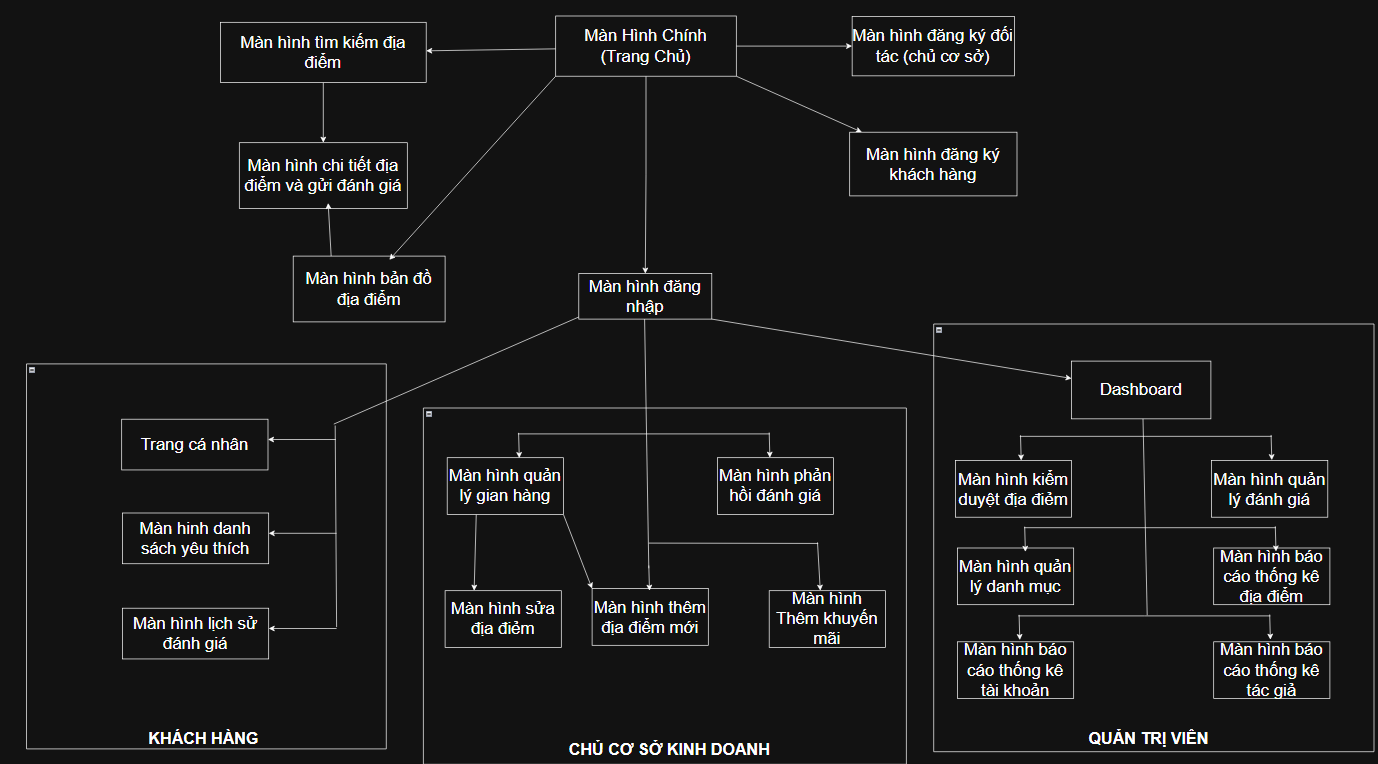 Màn hình tìm kiếm địa
điểm
Màn Hình Chính
(Trang Chủ)
Màn hình đăng ký đối
tác (chủ cơ sở)
Màn hình chi tiết địa
điểm và gửi đánh giá
Màn hình đăng ký
khách hàng
Màn hình bản đồ
địa điểm
Màn hình đăng
nhập
Trang cá nhân
Màn hinh danh
sách yêu thích
Màn hình lịch sử
đánh giá
KHÁCH HÀNG
Màn hình quản
lý gian hàng
Màn hình phản
hồi đánh giá
Màn hình sửa
địa điểm
Màn hình thêm
địa điểm mới
Màn hình
Thêm khuyến
mãi
CHỦ CƠ SỞ KINH DOANH
Dashboard
Màn hình kiểm
duyệt địa điẻm
Màn hình quản
lý đánh giá
Màn hình quản
lý danh mục
Màn hình báo
cáo thống kê
địa điểm
Màn hình báo
cáo thống kê
tài khoản
Màn hình báo
cáo thống kê
tác giả
QUẢN TRỊ VIÊN